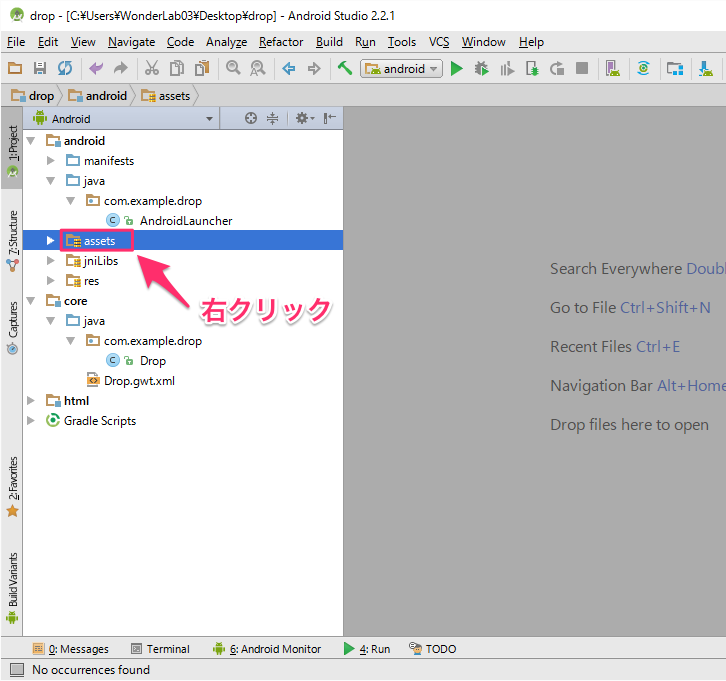 drop - [C:¥Users¥WonderLab03¥Desktop¥drop] - Android Studio 2.2.1
File Edit View Navigate Code Analyze Refactor Build Run Tools VCS Window Help
android
drop android assets
Android
1: Project
7: Structure
Captures
2: Favorites
Build Variants
android
manifests
java
com.example.drop
C AndroidLauncher
assets
jniLibs
res
右クリック
core
java
com.example.drop
C Drop
Drop.gwt.xml
html
Gradle Scripts
Search Everywhere Doubl
Go to File Ctrl+Shift+N
Recent Files Ctrl+E
Navigation Bar Alt+Home
Drop files here to open
0: Messages Terminal 6: Android Monitor 4: Run TODO
No occurrences found